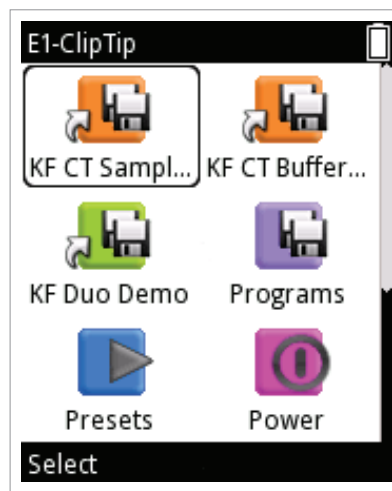 E1-ClipTip
KF CT Sampl... KF CT Buffer...
KF Duo Demo Programs
Presets Power
Select